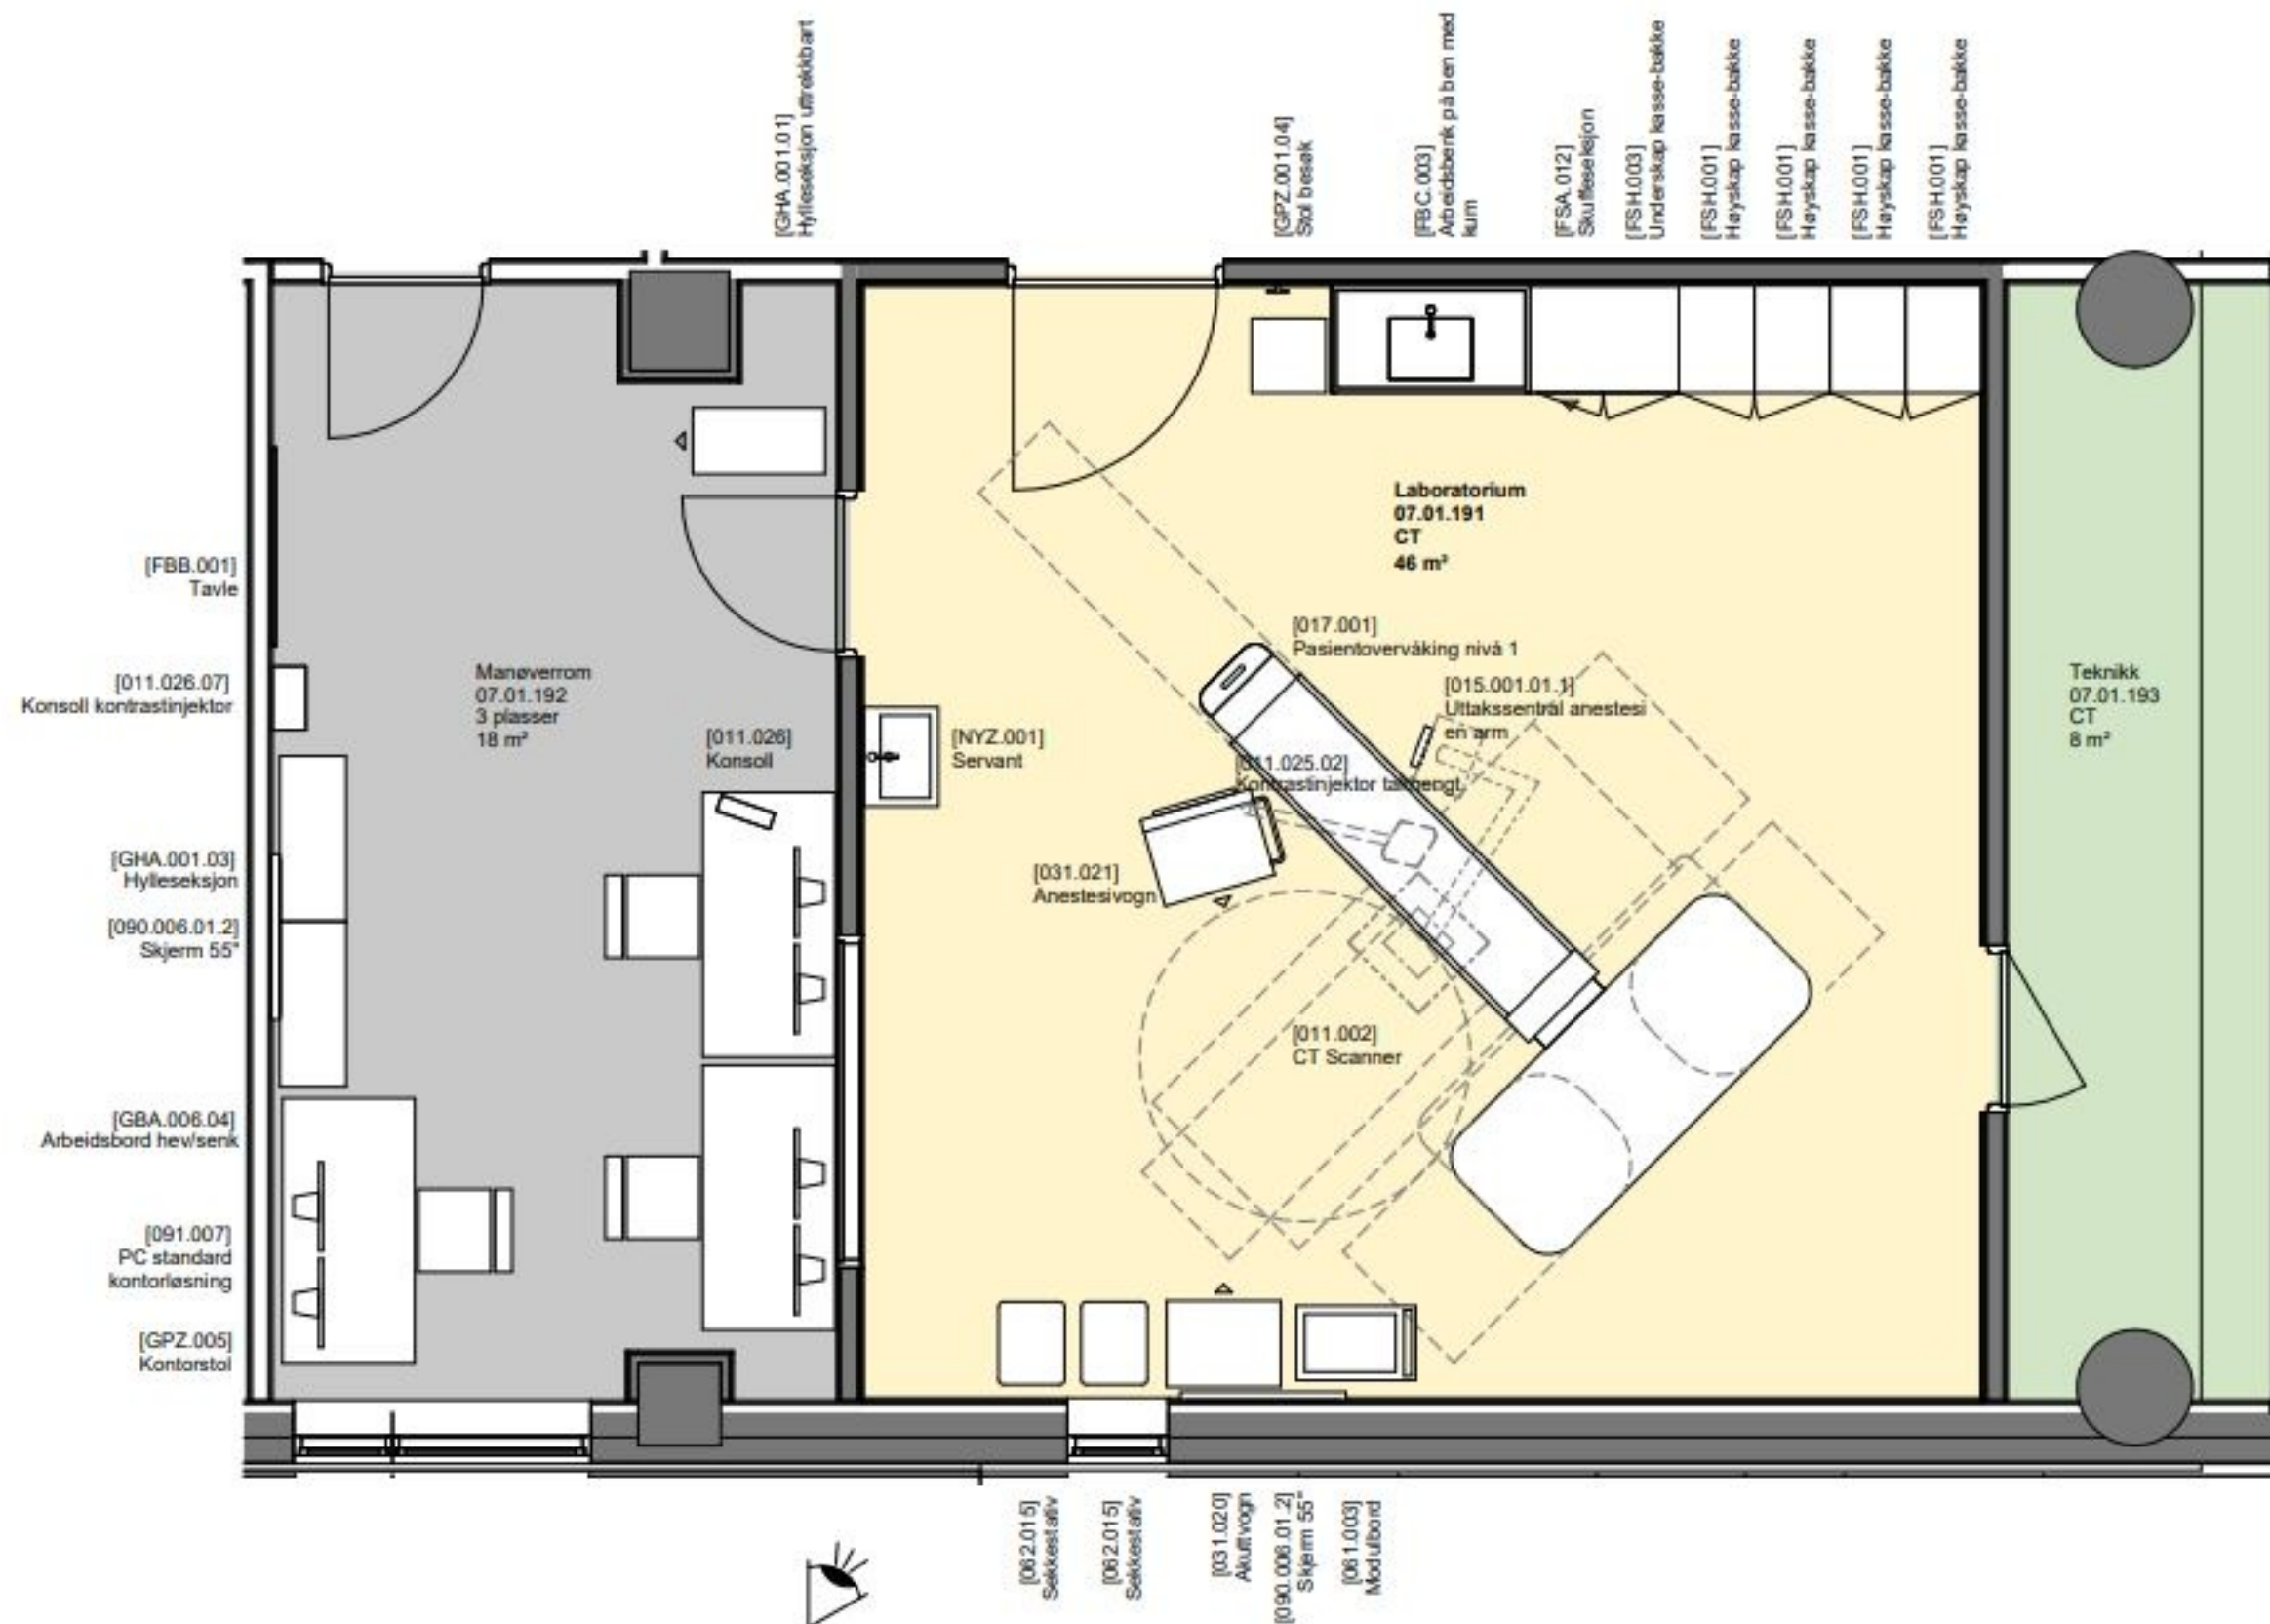 [GHA.001.01]
Hylleseksjon uttrekkbart
[GPZ.001.04]
Stol besøk
[FBC.003]
Arbeidsbenk på ben med
kum
[FSA.012]
Skuffeseksjon
[FSH.003]
Underskap kasse-bakke
[FSH.001]
Høyskap kasse-bakke
[FSH.001]
Høyskap kasse-bakke
[FSH.001]
Høyskap kasse-bakke
[FSH.001]
Høyskap kasse-bakke
[FBB.001]
Tavle
[011.026.07]
Konsoll kontrastinjektor
[GHA.001.03]
Hylleseksjon
[090.006.01.2]
Skjerm 55"
[GBA.006.04]
Arbeidsbord hev/senk
[091.007]
PC standard
kontorløsning
[GPZ.005]
Kontorstol
Manøverrom
07.01.192
3 plasser
18 m²
[011.026]
Konsoll
[NYZ.001]
Servant
Laboratorium
07.01.191
CT
46 m²
[017.001]
Pasientovervåking nivå 1
[015.001.01.1]
Uttakssentral anestesi
en arm
[011.025.02]
Kontrastinjektor takhengt
[031.021]
Anestesivogn
[011.002]
CT Scanner
Teknikk
07.01.193
CT
8 m²
[062.015]
Sekkestativ
[062.015]
Sekkestativ
[031.020]
Akuttvogn
[090.006.01.2]
Skjerm 55"
[061.003]
Modulbord